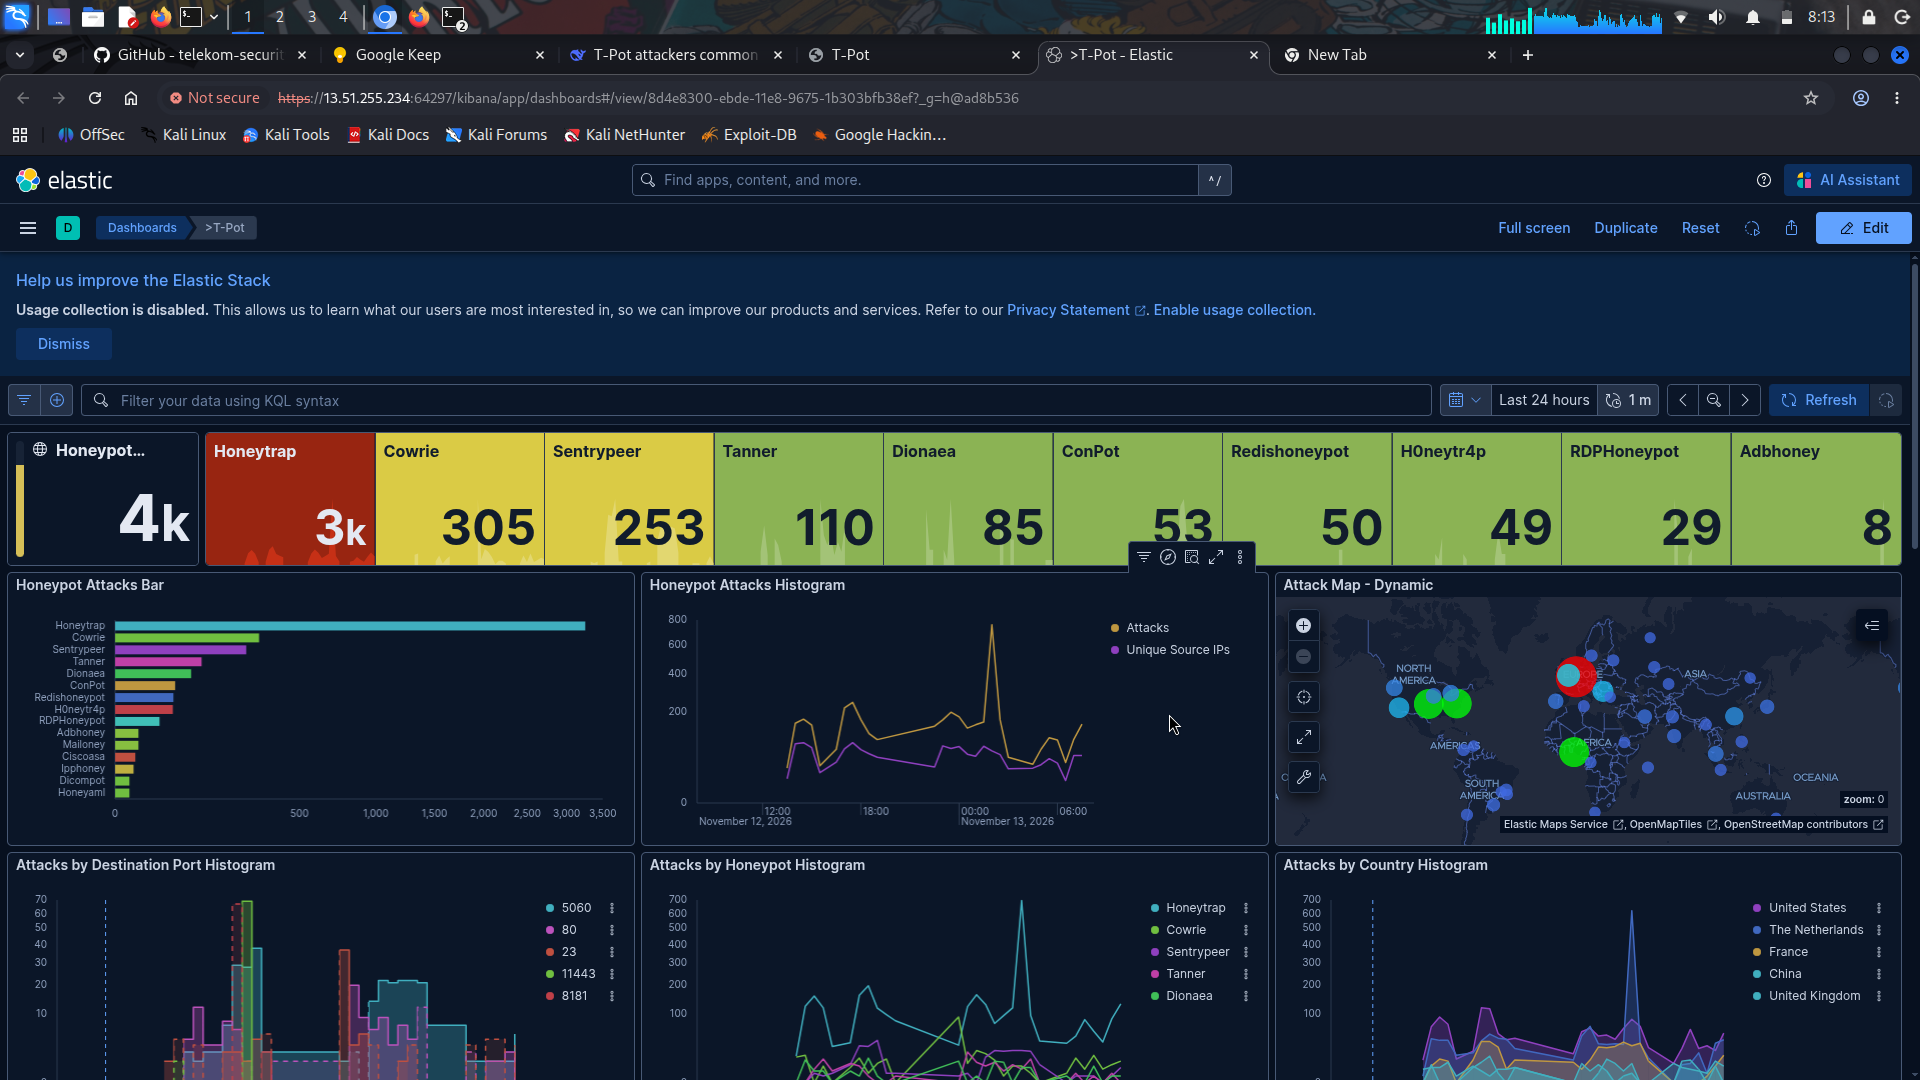 1 2 3 4
2
8:13
GitHub - telekom-securit
Google Keep
T-Pot attackers common
T-Pot
>T-Pot - Elastic
New Tab
Not secure https://13.51.255.234:64297/kibana/app/dashboards#/view/8d4e8300-ebde-11e8-9675-1b303bfb38ef?_g=h@ad8b536
OffSec
Kali Linux
Kali Tools
Kali Docs
Kali Forums
Kali NetHunter
Exploit-DB
Google Hackin…
elastic
Find apps, content, and more.
^ /
AI Assistant
D
Dashboards
>T-Pot
Full screen
Duplicate
Reset
Edit
Help us improve the Elastic Stack
Usage collection is disabled. This allows us to learn what our users are most interested in, so we can improve our products and services. Refer to our Privacy Statement . Enable usage collection.
Dismiss
Filter your data using KQL syntax
Last 24 hours
1 m
Refresh
Honeypot...
4k
Honeytrap
3k
Cowrie
305
Sentrypeer
253
Tanner
110
Dionaea
85
ConPot
53
Redishoneypot
50
H0neytr4p
49
RDPHoneypot
29
Adbhoney
8
Honeypot Attacks Bar
Honeytrap
Cowrie
Sentrypeer
Tanner
Dionaea
ConPot
Redishoneypot
H0neytr4p
RDPHoneypot
Adbhoney
Mailoney
Ciscoasa
Ipphoney
Dicompot
Honeyaml
0 500 1,000 1,500 2,000 2,500 3,000 3,500
Honeypot Attacks Histogram
800
600
400
200
0
12:00 18:00 00:00 06:00
November 12, 2026 November 13, 2026
Attacks
Unique Source IPs
Attack Map - Dynamic
NORTH
AMERICA
ASIA
AMERICAS
AFRICA
SOUTH
AMERIC
OCEANIA
AUSTRALIA
zoom: 0
Elastic Maps Service , OpenMapTiles , OpenStreetMap contributors
Attacks by Destination Port Histogram
70
60
50
40
30
20
10
5060
80
23
11443
8181
Attacks by Honeypot Histogram
700
600
500
400
300
200
100
Honeytrap
Cowrie
Sentrypeer
Tanner
Dionaea
Attacks by Country Histogram
700
600
500
400
300
200
100
United States
The Netherlands
France
China
United Kingdom